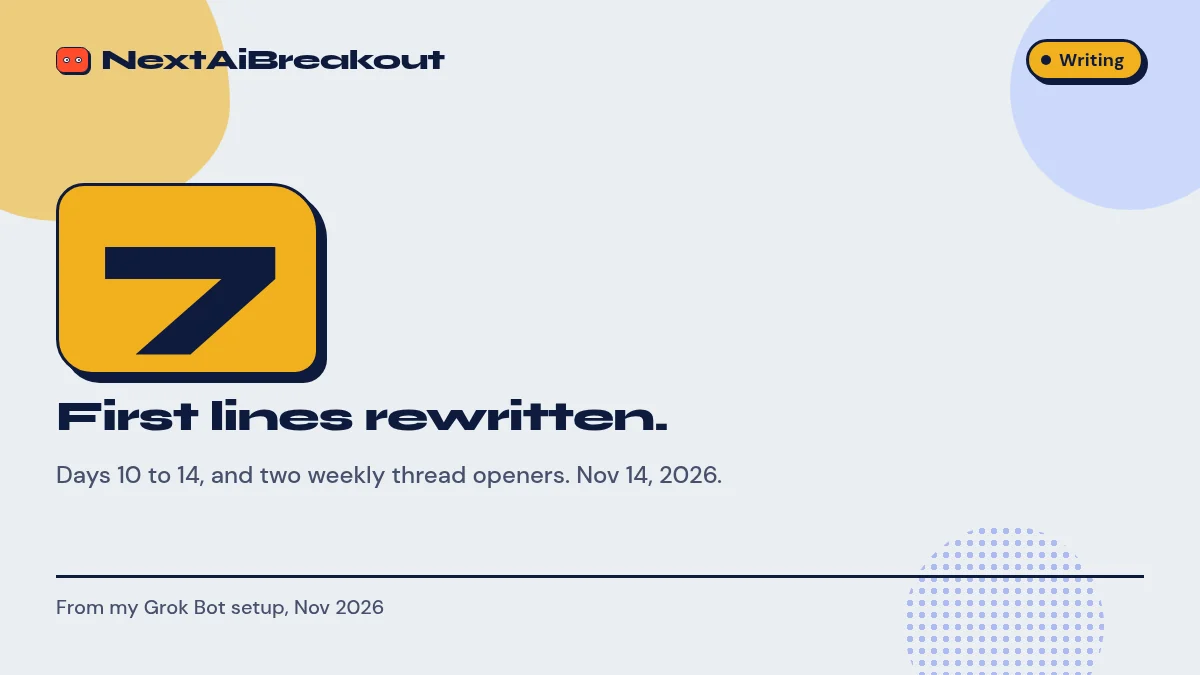 NextAiBreakout
Writing
7
First lines rewritten.
Days 10 to 14, and two weekly thread openers. Nov 14, 2026.
From my Grok Bot setup, Nov 2026